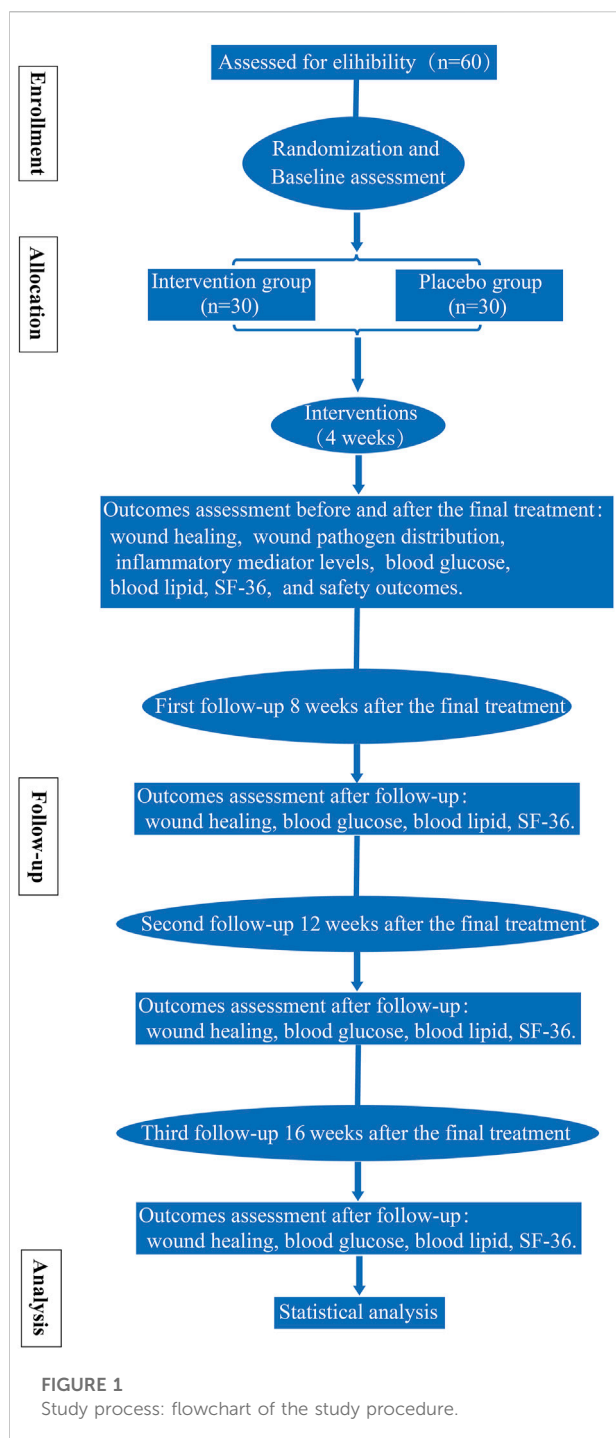 Assessed for elihibility（n=60）
Enrollment
Randomization and
Baseline assessment
Allocation
Intervention group
(n=30)
Placebo group
(n=30)
Interventions
（4 weeks）
Outcomes assessment before and after the final treatment：
wound healing, wound pathogen distribution,
inflammatory mediator levels, blood glucose,
blood lipid, SF-36, and safety outcomes.
First follow-up 8 weeks after the final treatment
Follow-up
Outcomes assessment after follow-up：
wound healing, blood glucose, blood lipid, SF-36.
Second follow-up 12 weeks after the final treatment
Outcomes assessment after follow-up：
wound healing, blood glucose, blood lipid, SF-36.
Third follow-up 16 weeks after the final treatment
Outcomes assessment after follow-up：
wound healing, blood glucose, blood lipid, SF-36.
Analysis
Statistical analysis
FIGURE 1
Study process: flowchart of the study procedure.